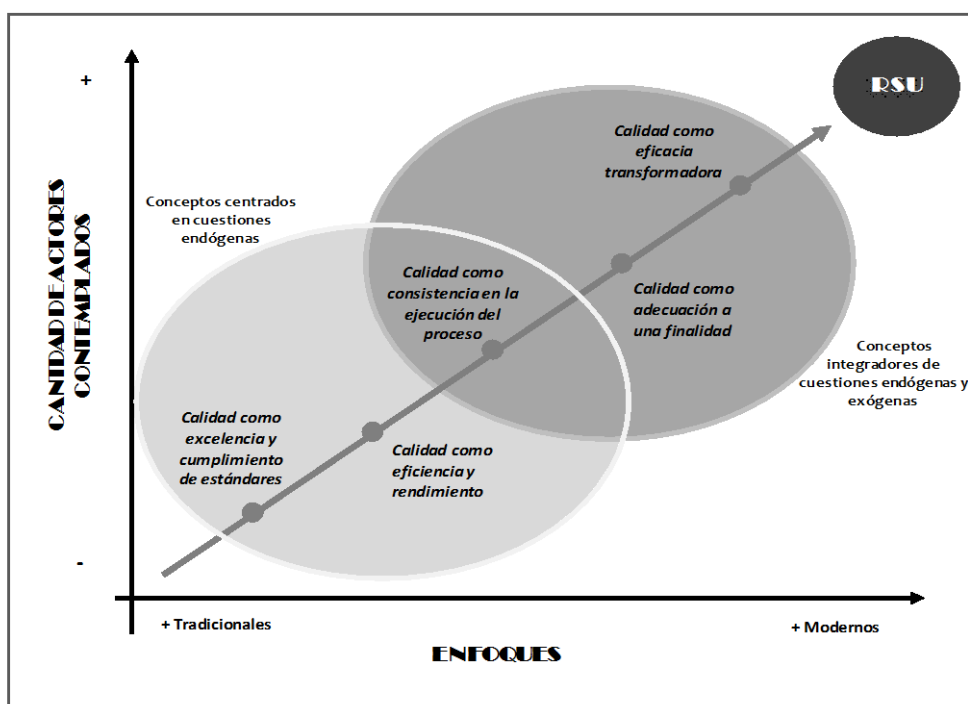 +
RSU
Calidad como
eficacia
transformadora
Conceptos centrados
en cuestiones
endógenas
CANTIDAD DE ACTORES
CONTEMPLADOS
Calidad como
consistencia en la
ejecución del
proceso
Calidad como
adecuación a
una finalidad
Conceptos
integradores de
cuestiones endógenas y
exógenas
Calidad como
excelencia y
cumplimiento
de estándares
Calidad como
eficiencia y
rendimiento
-
+ Tradicionales
+ Modernos
ENFOQUES